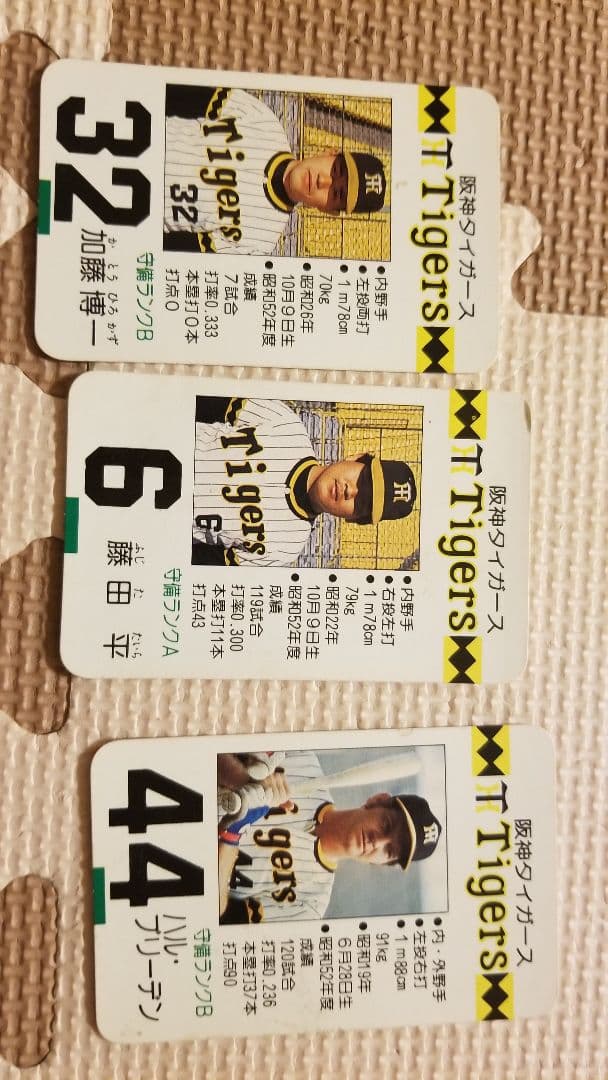 阪神タイガース
Tigers
Tigers
32
●内野手
●左投両打
●1m78cm
70kg
●昭和26年
10月9日生
●昭和52年度
成績
7試合
打率0.333
本塁打0本
打点0
32
守備ランクB
か とう ひろ かず
加藤 博一
阪神タイガース
Tigers
Tigers
6
●内野手
●右投左打
●1m78cm
79kg
●昭和22年
10月9日生
●昭和52年度
成績
119試合
打率0.300
本塁打11本
打点43
6
守備ランクA
ふじ た たいら
藤田 平
阪神タイガース
Tigers
igers
44
●内・外野手
●左投右打
●1m88cm
91kg
●昭和19年
6月28日生
●昭和52年度
成績
120試合
打率0.236
本塁打37本
打点90
44
守備ランクB
ハル・
ブリーデン